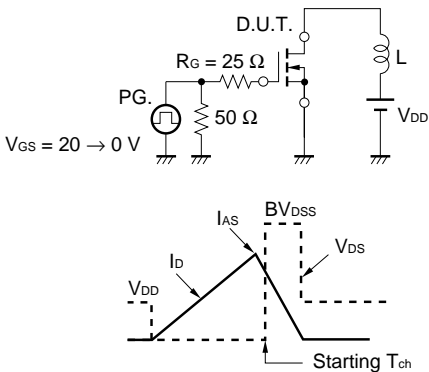 D.U.T.
RG = 25 Ω
L
PG.
50 Ω
VDD
VGS = 20 → 0 V
BVDSS
IAS
ID
VDS
VDD
Starting Tch